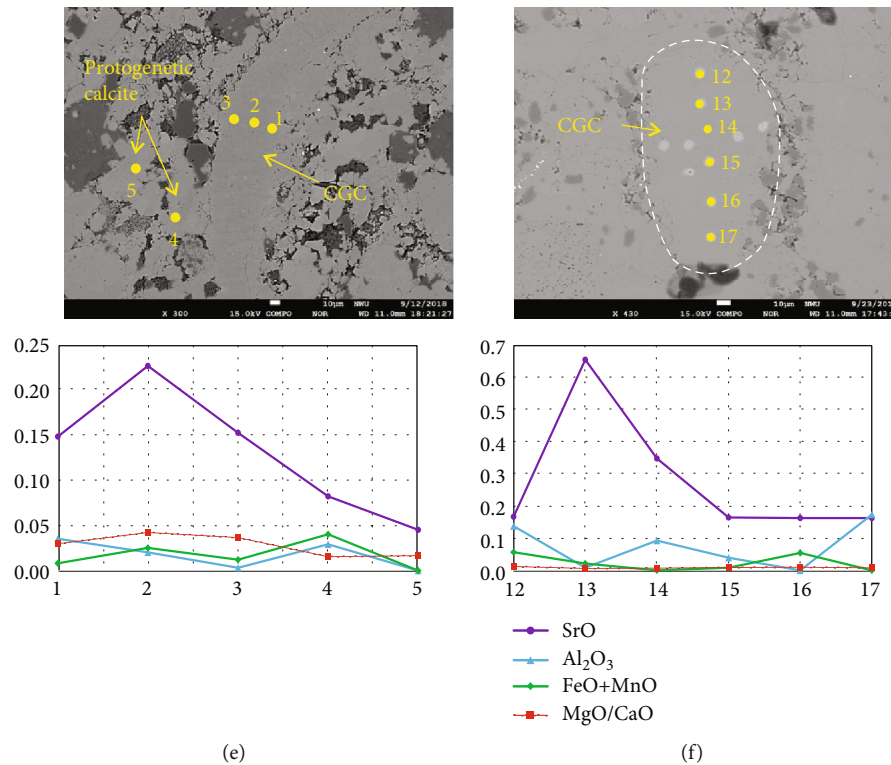 Protogenetic
calcite
3
2
1
5
4
CGC
10µm NWU 9/12/2018
X 300 15.0kV COMPO NOR WD 11.0mm 18:21:27
12
13
CGC
14
15
16
17
10µm NWU
X 430 15.0kV COMPO NOR WD 11.0mm
0.25
0.20
0.15
0.10
0.05
0.00
1 2 3 4 5
0.7
0.6
0.5
0.4
0.3
0.2
0.1
0.0
12 13 14 15 16 17
SrO
Al₂O₃
FeO+MnO
MgO/CaO
(e) (f)